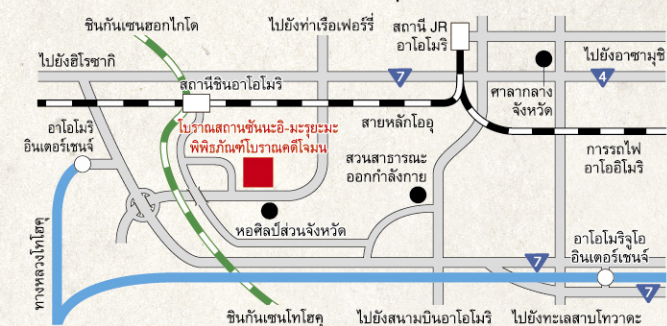 ชินกันเซนฮอกไกโด
ไปยังท่าเรือเฟอร์รี่
สถานี JR
อาโอโมริ
ไปยังฮิโรซากิ
7
ไปยังอาซามุชิ
4
สถานีชินอาโอโมริ
ศาลากลาง
จังหวัด
อาโอโมริ
อินเตอร์เชนจ์
โบราณสถานซันนะอิ-มะรุยะมะ
พิพิธภัณฑ์โบราณคดีโจมน
สายหลักโออุ
การรถไฟ
อาโออิโมริ
สวนสาธารณะ
ออกกำลังกาย
หอศิลป์ส่วนจังหวัด
ทางหลวงโทโฮคุ
อาโอโมริจูโอ
อินเตอร์เชนจ์
7
7
ชินกันเซนโทโฮคุ
ไปยังสนามบินอาโอโมริ
ไปยังทะเลสาบโทวาดะ